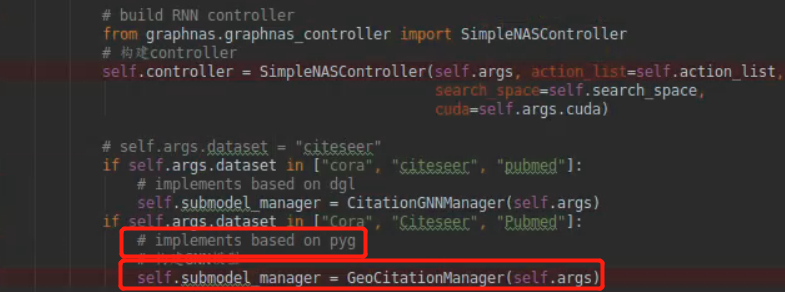 # build RNN controller
from graphnas.graphnas_controller import SimpleNASController
# 构建controller
self.controller = SimpleNASController(self.args, action_list=self.action_list,
search_space=self.search_space,
cuda=self.args.cuda)
# self.args.dataset = "citeseer"
if self.args.dataset in ["cora", "citeseer", "pubmed"]:
# implements based on dgl
self.submodel_manager = CitationGNNManager(self.args)
if self.args.dataset in ["Cora", "Citeseer", "Pubmed"]:
# implements based on pyg
self.submodel_manager = GeoCitationManager(self.args)